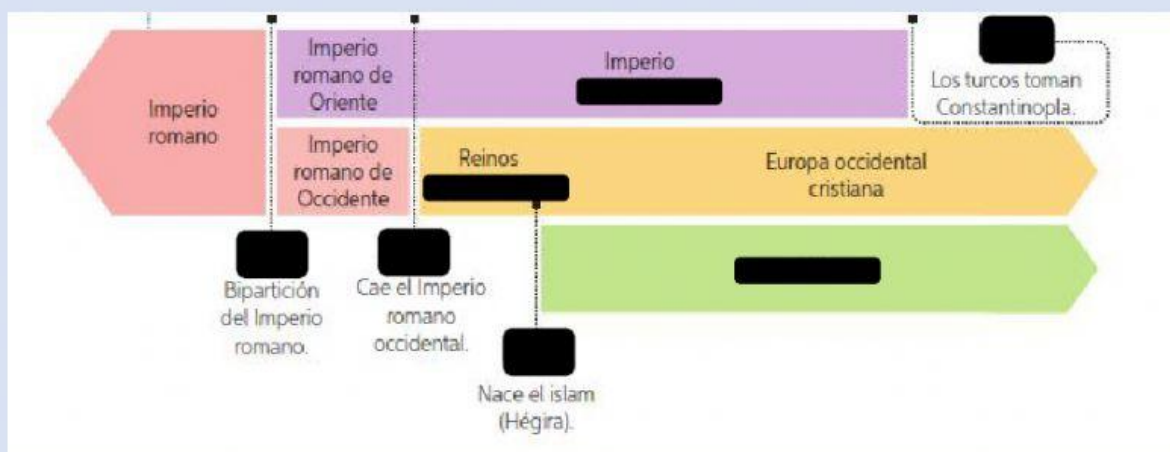 Imperio
romano
Imperio
romano de
Oriente
Imperio
Los turcos toman
Constantinopla.
Imperio
romano de
Occidente
Reinos
Europa occidental
cristiana
Bipartición
del Imperio
romano.
Cae el Imperio
romano
occidental.
Nace el islam
(Hégira).